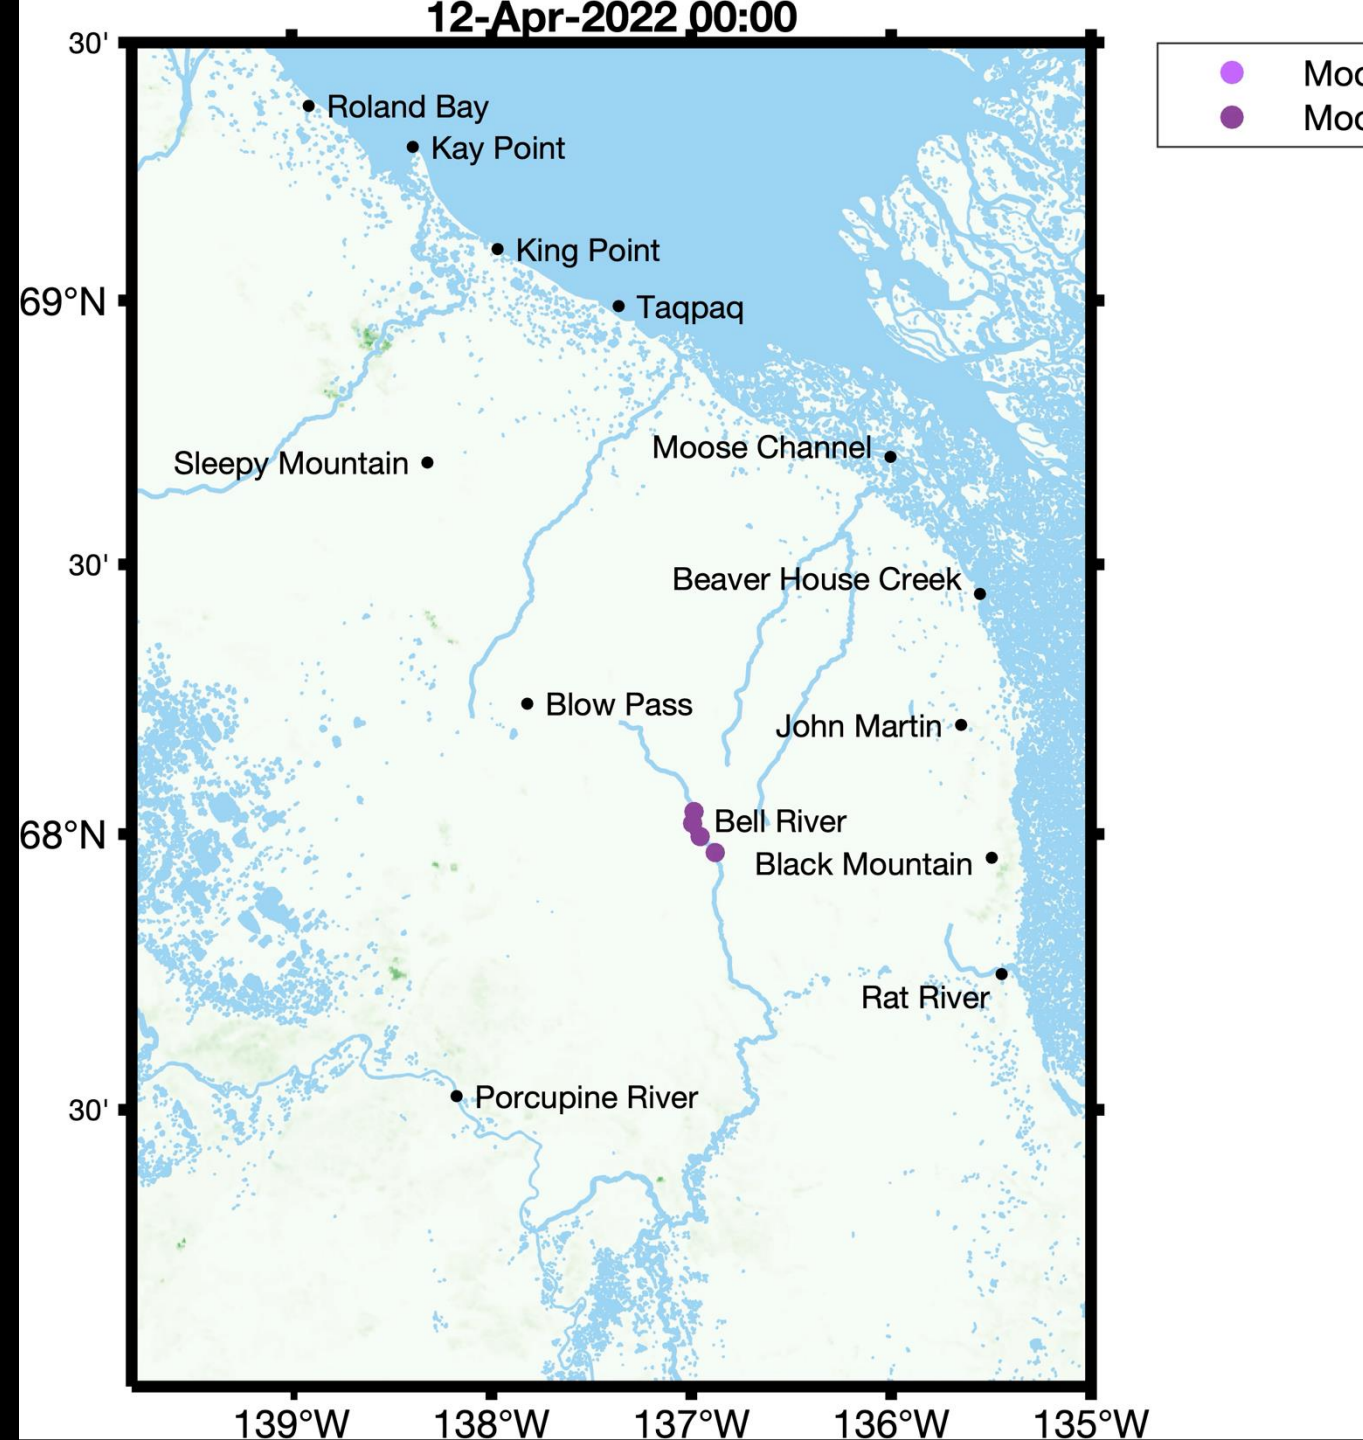 12-Apr-2022 00:00
30'
Roland Bay
Kay Point
King Point
69°N
Taqpaq
Moose Channel
Sleepy Mountain
30'
Beaver House Creek
Blow Pass
John Martin
Bell River
68°N
Black Mountain
Rat River
Porcupine River
30'
139°W 138°W 137°W 136°W 135°W
Moo
Moo